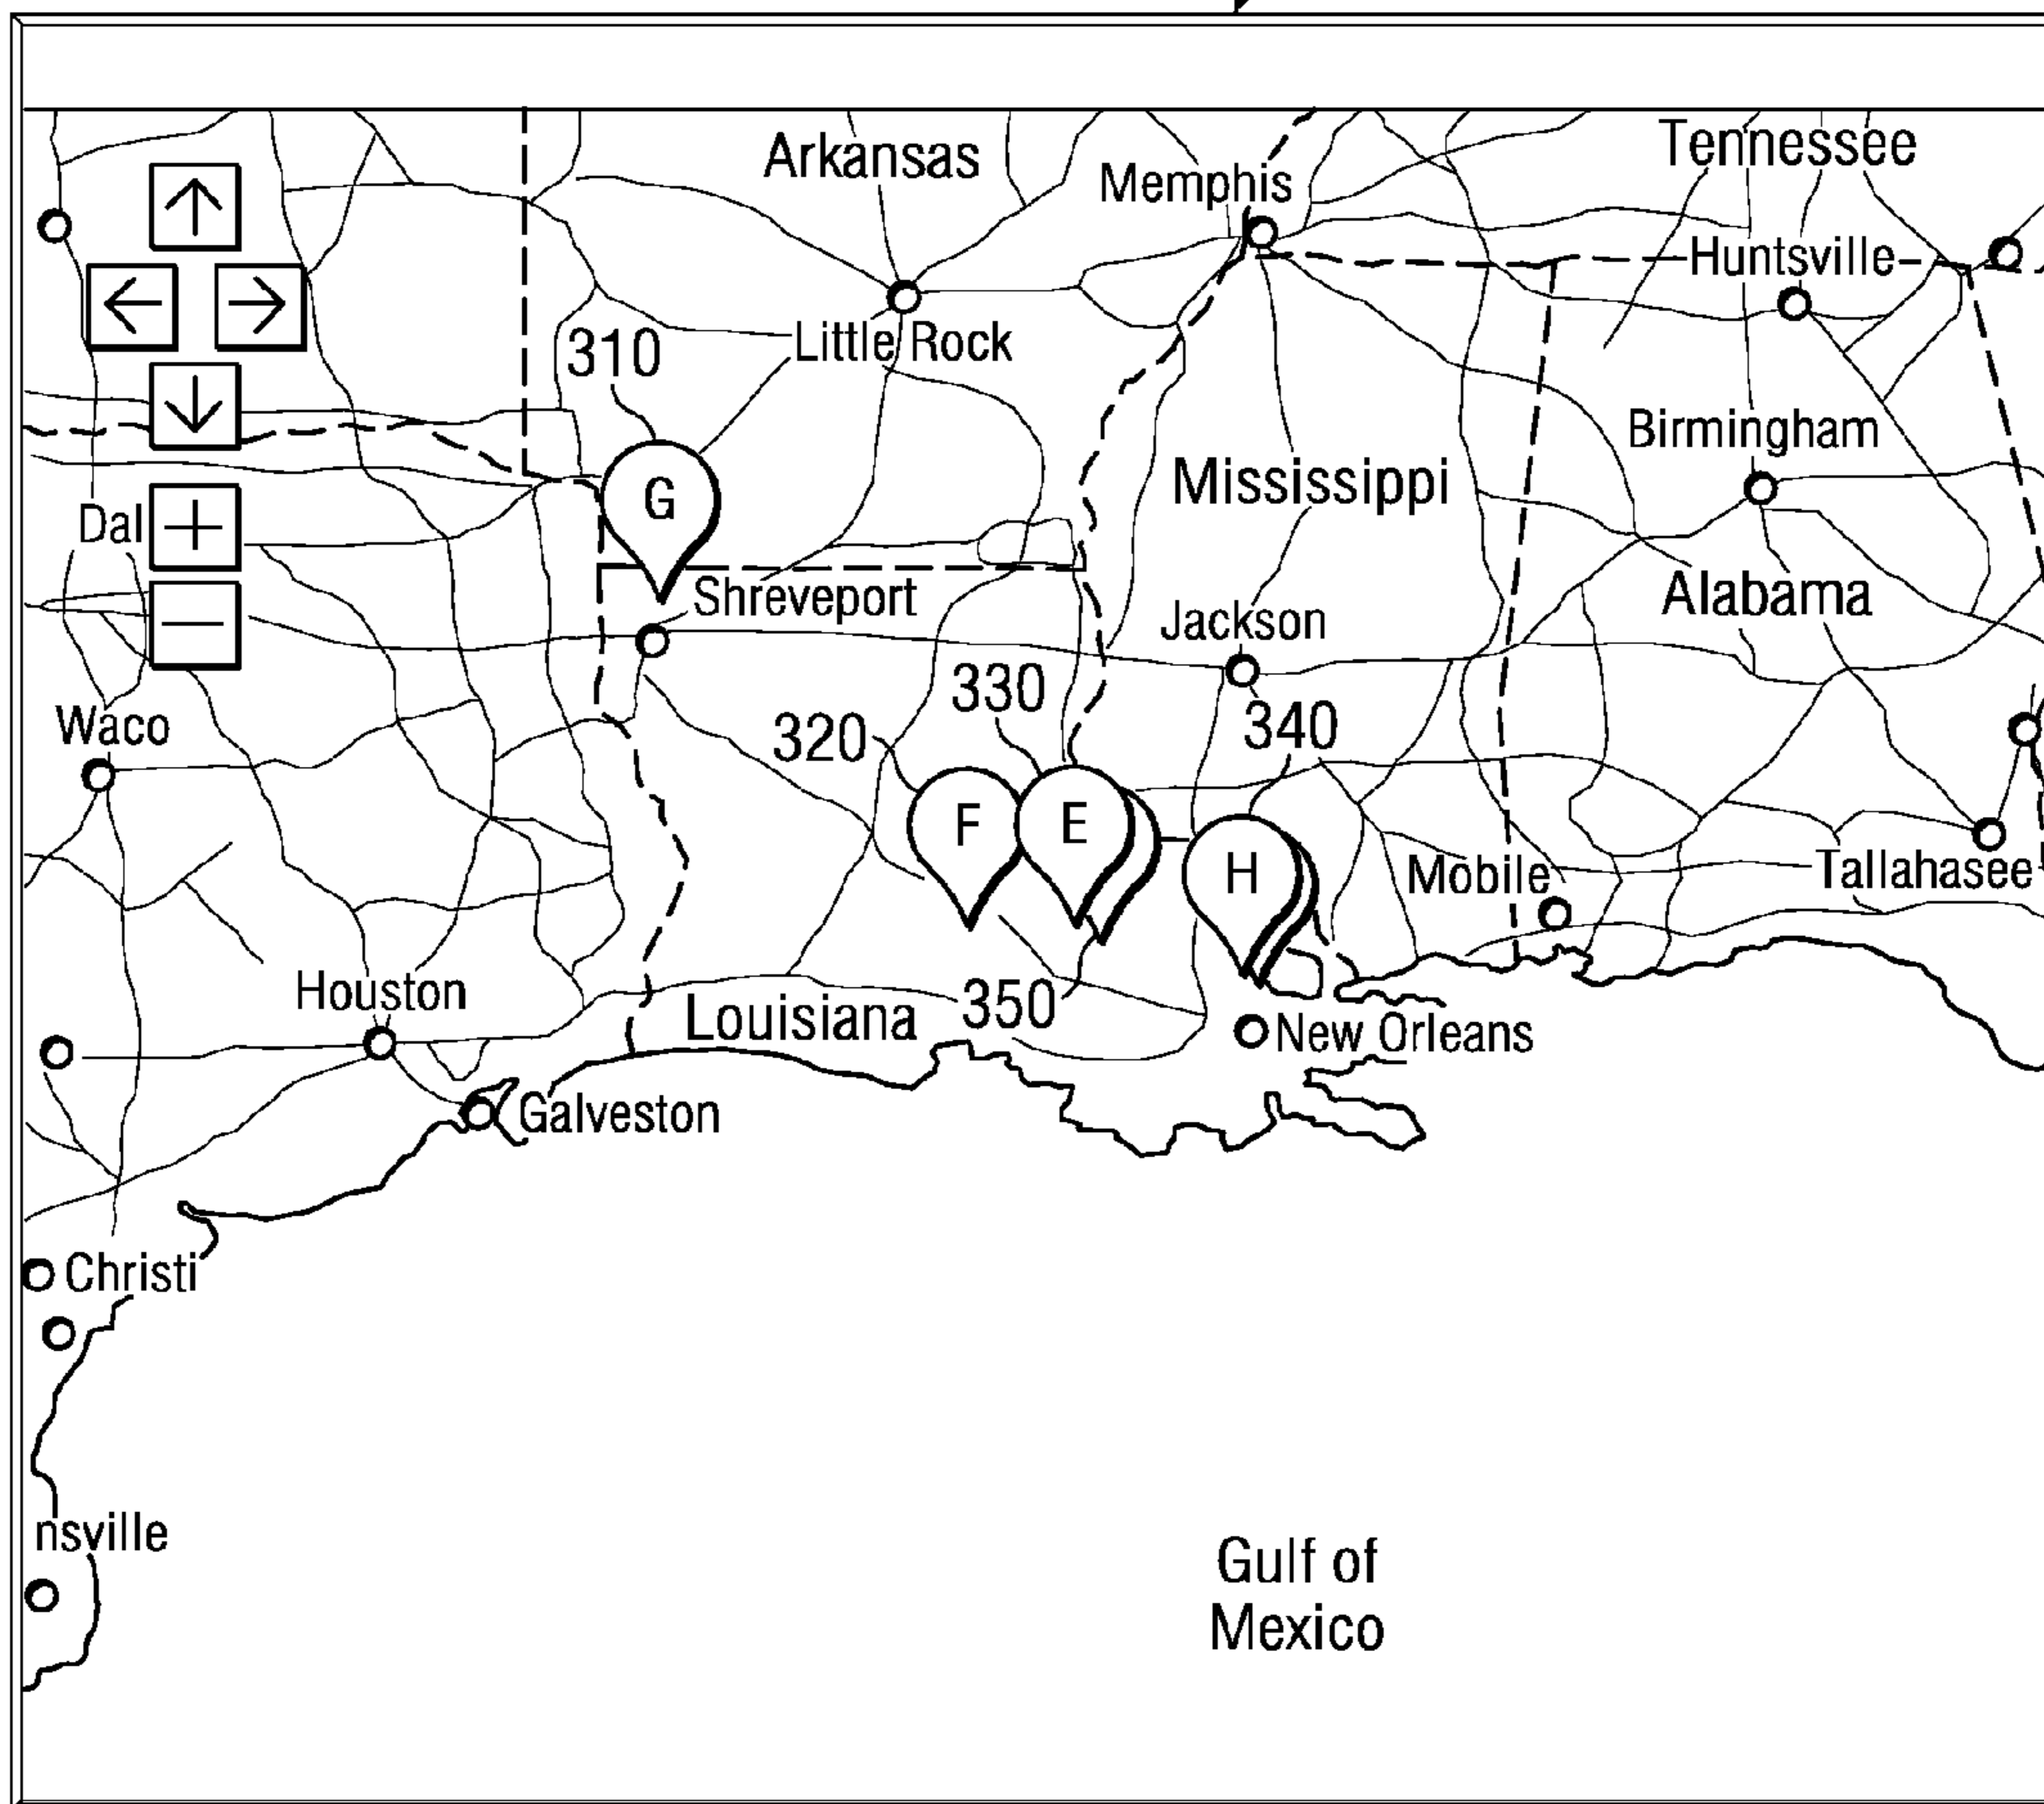 Arkansas
Tennessee
Memphis
Huntsville
310
Little Rock
Birmingham
Mississippi
G
Dal
+
−
Shreveport
Alabama
Jackson
330
340
Waco
320
F
E
H
Mobile
Tallahasee
Houston
Louisiana
350
New Orleans
Galveston
Christi
nsville
Gulf of
Mexico